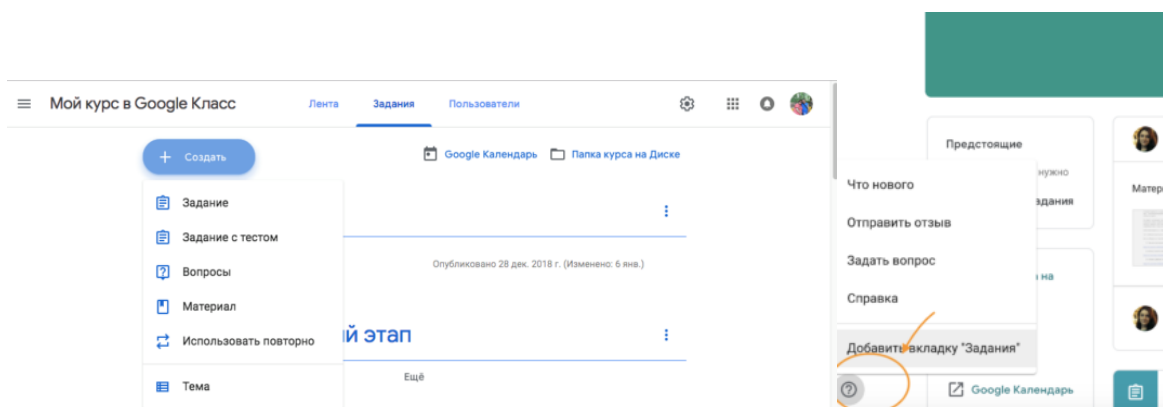 Мой курс в Google Класс
Лента
Задания
Пользователи
Создать
Google Календарь
Папка курса на Диске
Задание
Задание с тестом
Вопросы
Материал
Использовать повторно
Тема
Опубликовано 28 дек. 2018 г. (Изменено: 6 янв.)
й этап
Ещё
Предстоящие
нужно
адания
на
Что нового
Отправить отзыв
Задать вопрос
Справка
Добавить вкладку "Задания"
Google Календарь
Матер